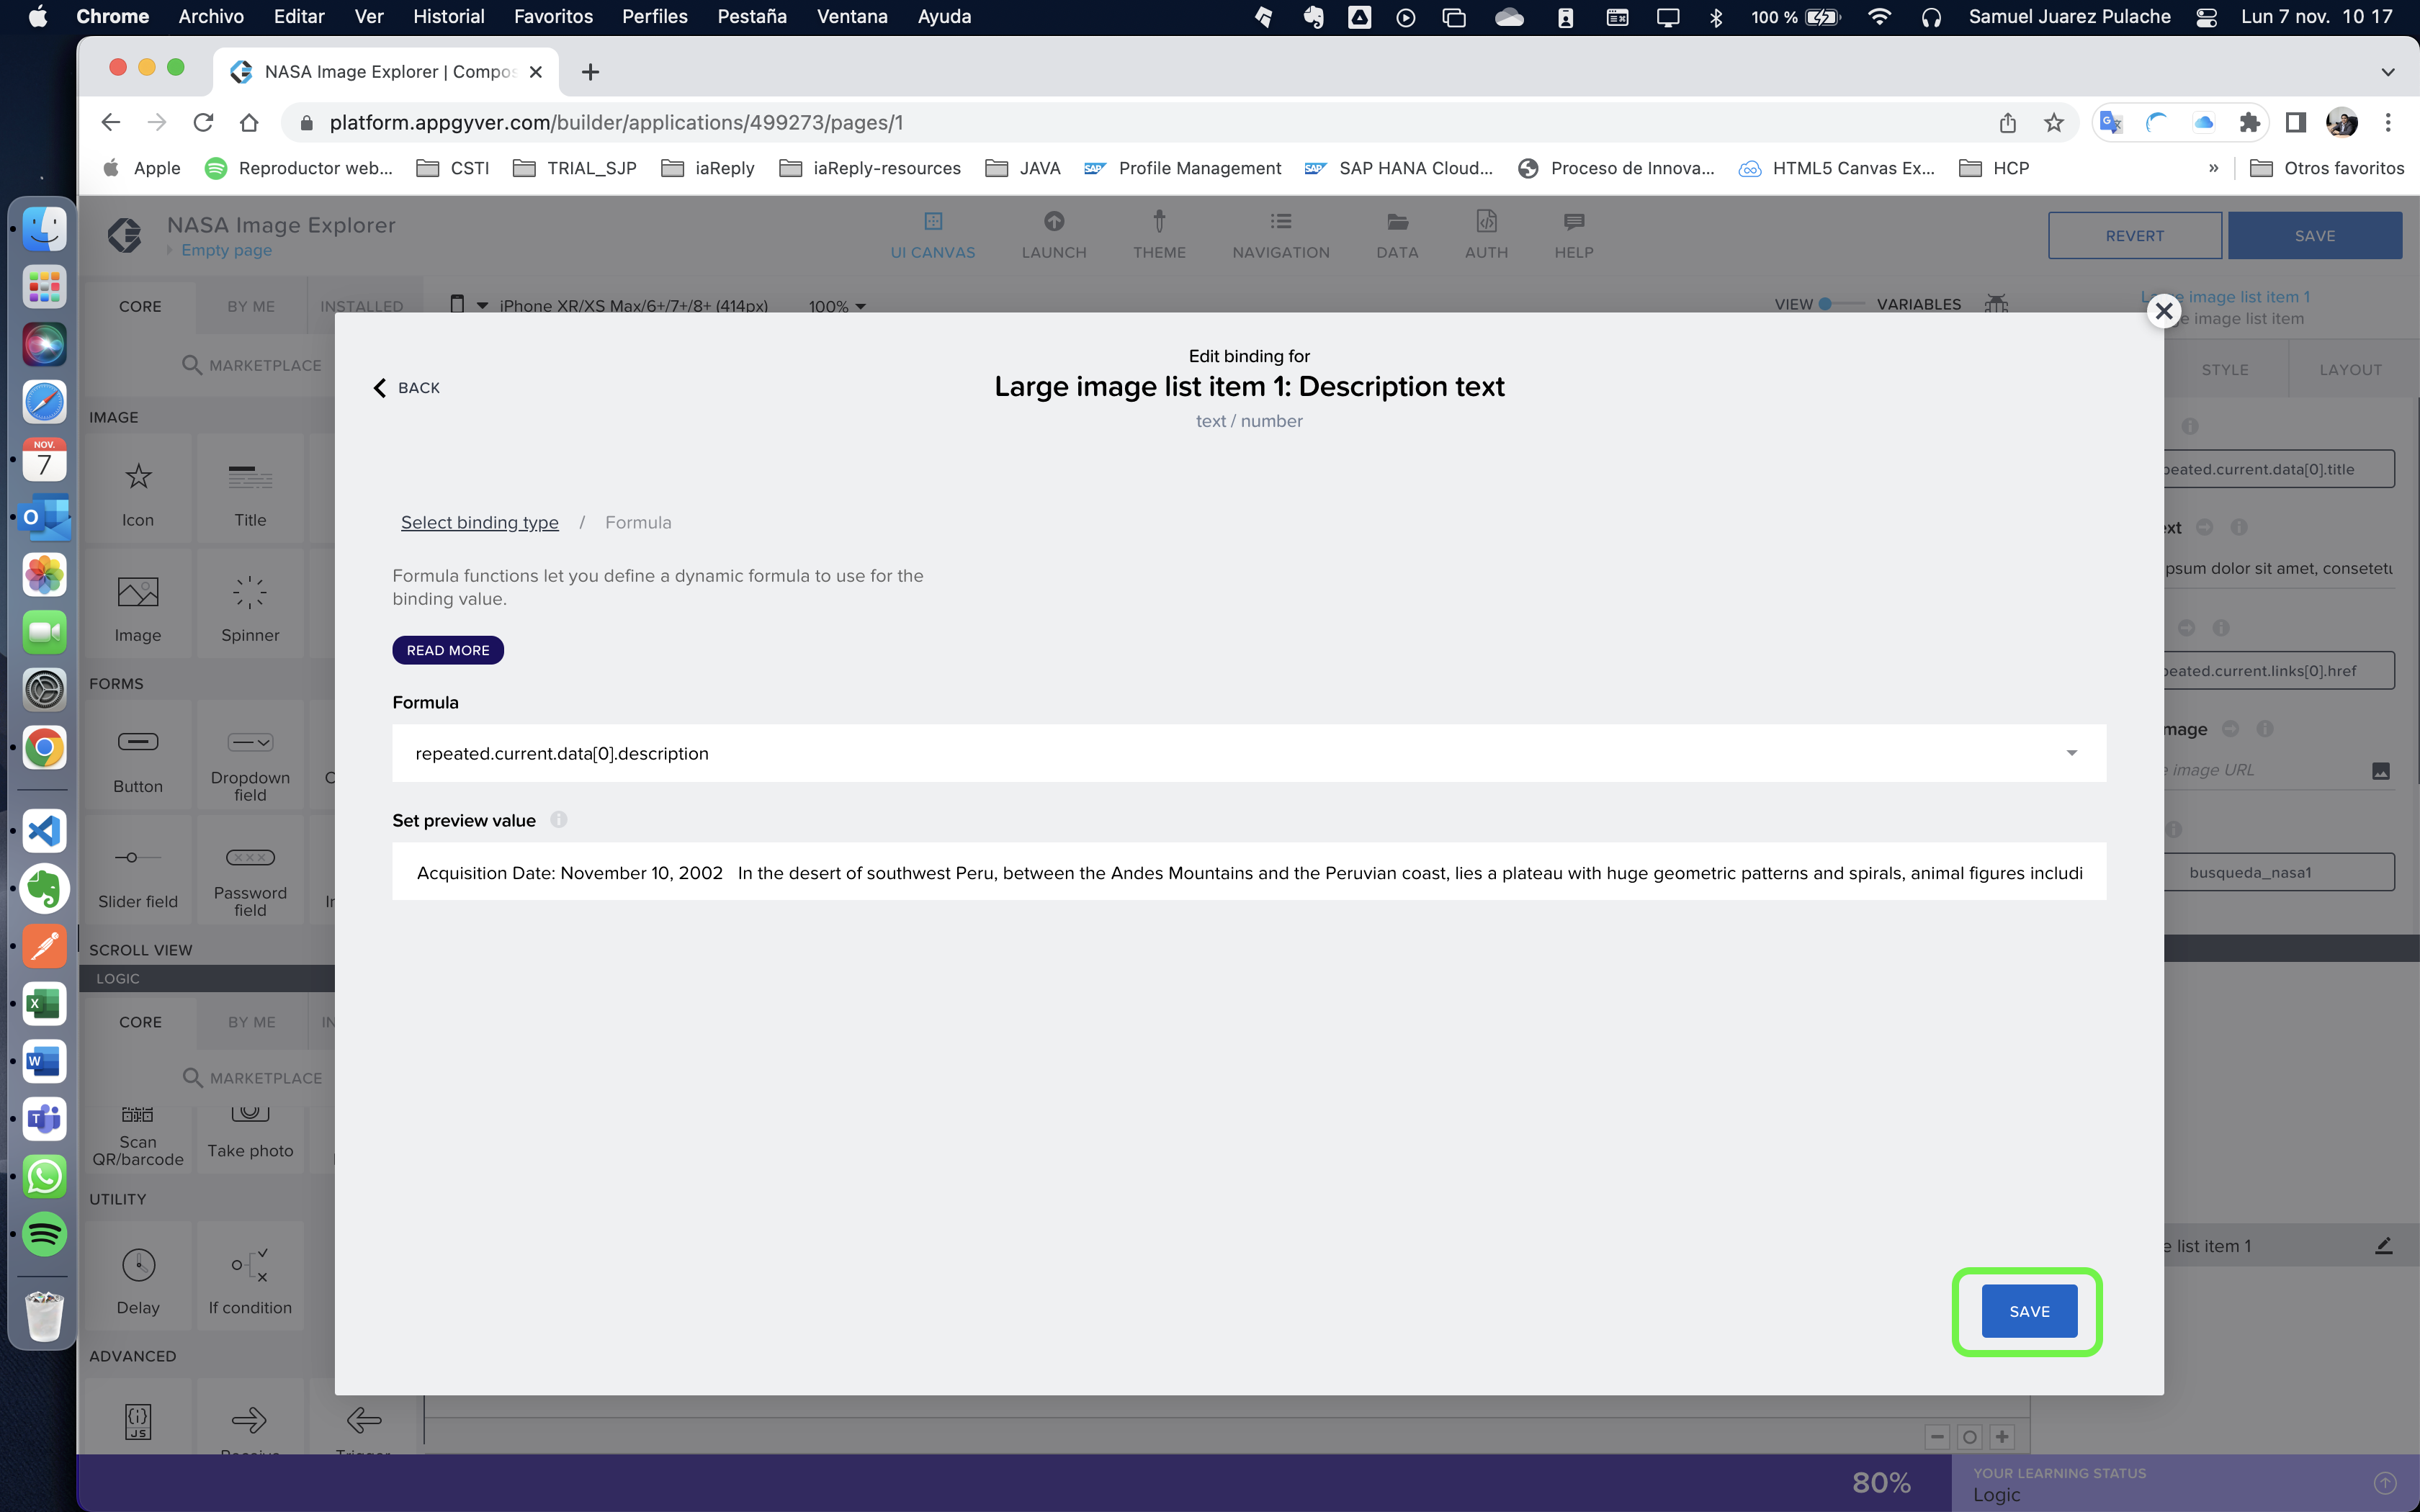 Chrome Archivo Editar Ver Historial Favoritos Perfiles Pestaña Ventana Ayuda 100 % Samuel Juarez Pulache Lun 7 nov. 10 17
NASA Image Explorer | Compos
platform.appgyver.com/builder/applications/499273/pages/1
Apple Reproductor web... CSTI TRIAL_SJP iaReply iaReply-resources JAVA SAP Profile Management SAP SAP HANA Cloud... Proceso de Innova... HTML5 Canvas Ex... HCP » Otros favoritos
NASA Image Explorer
Empty page
UI CANVAS LAUNCH THEME NAVIGATION DATA AUTH HELP
REVERT SAVE
CORE BY ME INSTALLED
iPhone XR/XS Max/6+/7+/8+ (414px) 100%
VIEW VARIABLES
image list item 1
e image list item
MARKETPLACE
STYLE LAYOUT
IMAGE
Icon Title
Image Spinner
FORMS
Button Dropdown field
Slider field Password field
SCROLL VIEW
LOGIC
CORE BY ME IN
MARKETPLACE
Scan QR/barcode Take photo
UTILITY
Delay If condition
ADVANCED
JS
NOV.
7
BACK
Edit binding for
Large image list item 1: Description text
text / number
Select binding type / Formula
Formula functions let you define a dynamic formula to use for the
binding value.
READ MORE
Formula
repeated.current.data[0].description
Set preview value
Acquisition Date: November 10, 2002 In the desert of southwest Peru, between the Andes Mountains and the Peruvian coast, lies a plateau with huge geometric patterns and spirals, animal figures includi
SAVE
peated.current.data[0].title
ext
psum dolor sit amet, consetetu
peated.current.links[0].href
mage
image URL
busqueda_nasa1
e list item 1
80%
YOUR LEARNING STATUS
Logic